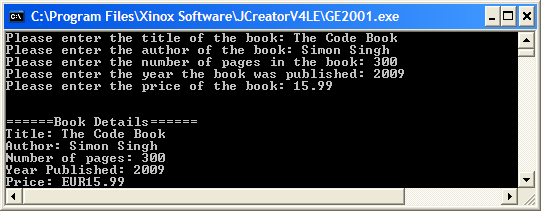 C:\Program Files\Xinox Software\JCreatorV4LE\GE2001.exe
Please enter the title of the book: The Code Book
Please enter the author of the book: Simon Singh
Please enter the number of pages in the book: 300
Please enter the year the book was published: 2009
Please enter the price of the book: 15.99
======Book Details======
Title: The Code Book
Author: Simon Singh
Number of pages: 300
Year Published: 2009
Price: EUR15.99